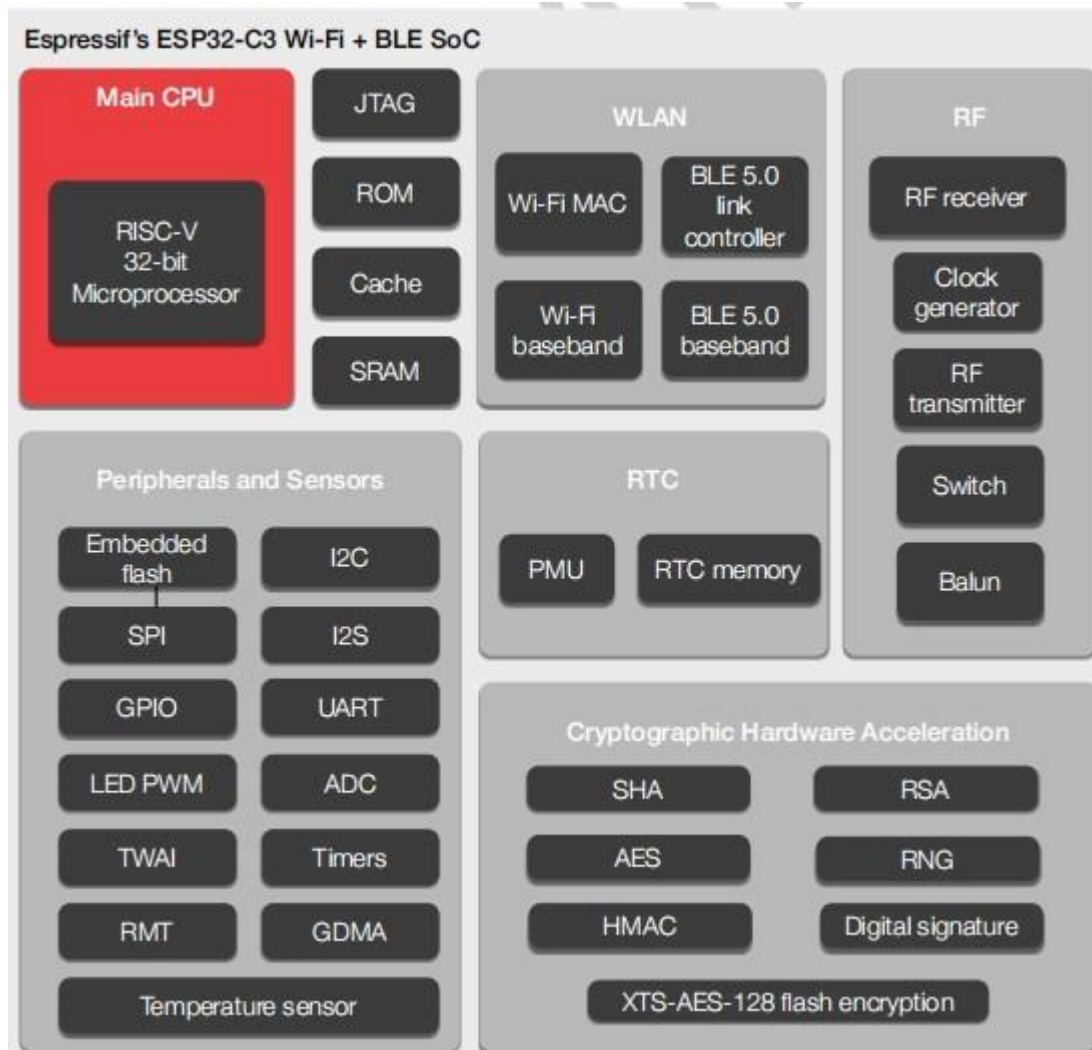 Espressif's ESP32-C3 Wi-Fi + BLE SoC
Main CPU
RISC-V
32-bit
Microprocessor
JTAG
ROM
Cache
SRAM
WLAN
Wi-Fi MAC
BLE 5.0
link
controller
Wi-Fi
baseband
BLE 5.0
baseband
RF
RF receiver
Clock
generator
RF
transmitter
Switch
Balun
Peripherals and Sensors
Embedded
flash
I2C
SPI
I2S
GPIO
UART
LED PWM
ADC
TWAI
Timers
RMT
GDMA
Temperature sensor
RTC
PMU
RTC memory
Cryptographic Hardware Acceleration
SHA
RSA
AES
RNG
HMAC
Digital signature
XTS-AES-128 flash encryption